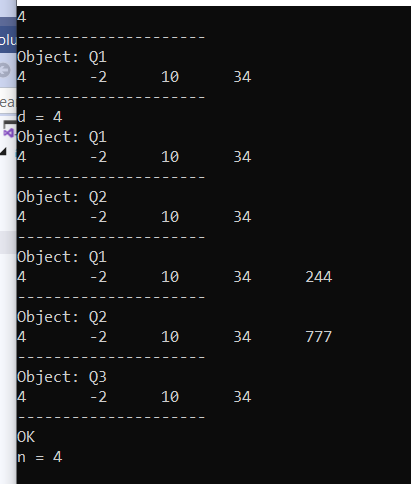 4
---------------------
Object: Q1
4 -2 10 34
---------------------
d = 4
Object: Q1
4 -2 10 34
---------------------
Object: Q2
4 -2 10 34
---------------------
Object: Q1
4 -2 10 34 244
---------------------
Object: Q2
4 -2 10 34 777
---------------------
Object: Q3
4 -2 10 34
---------------------
OK
n = 4
olu
ea